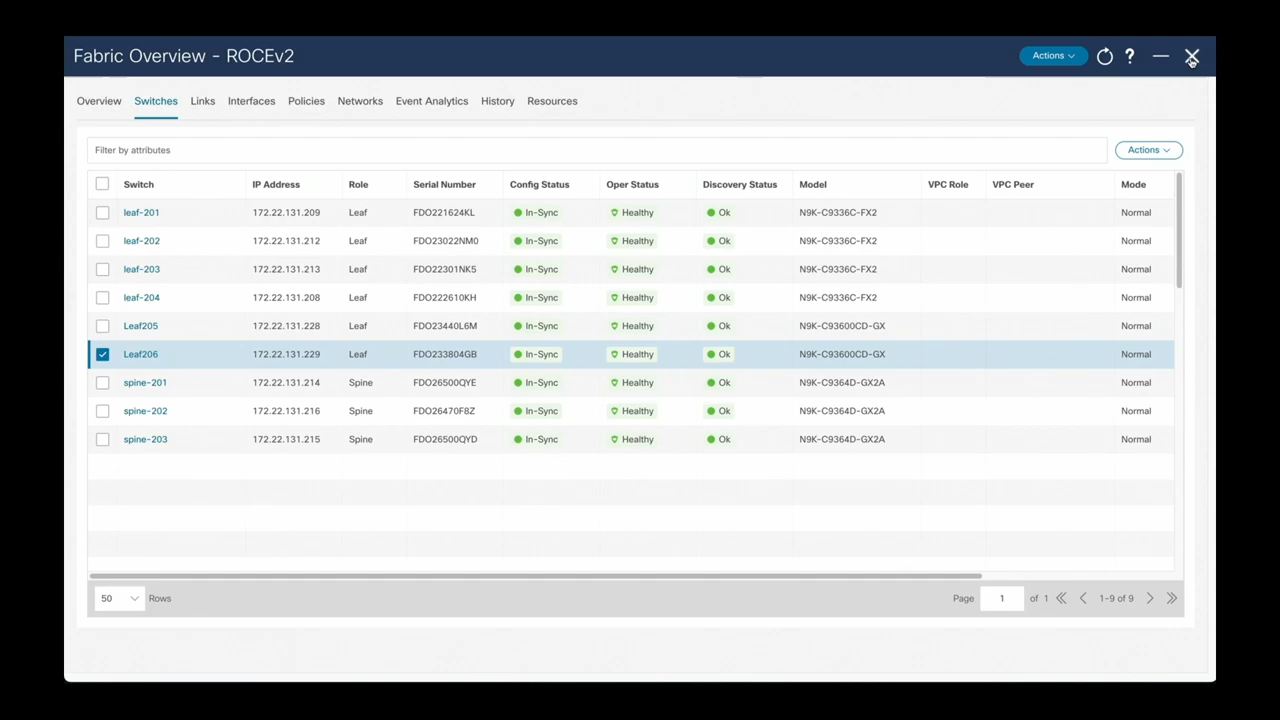 Fabric Overview - ROCEv2
Actions
Overview Switches Links Interfaces Policies Networks Event Analytics History Resources
Filter by attributes
Actions
Switch IP Address Role Serial Number Config Status Oper Status Discovery Status Model VPC Role VPC Peer Mode
leaf-201 172.22.131.209 Leaf FDO221624KL In-Sync Healthy Ok N9K-C9336C-FX2 Normal
leaf-202 172.22.131.212 Leaf FDO23022NM0 In-Sync Healthy Ok N9K-C9336C-FX2 Normal
leaf-203 172.22.131.213 Leaf FDO22301NK5 In-Sync Healthy Ok N9K-C9336C-FX2 Normal
leaf-204 172.22.131.208 Leaf FDO222610KH In-Sync Healthy Ok N9K-C9336C-FX2 Normal
Leaf205 172.22.131.228 Leaf FDO23440L6M In-Sync Healthy Ok N9K-C93600CD-GX Normal
Leaf206 172.22.131.229 Leaf FDO233804GB In-Sync Healthy Ok N9K-C93600CD-GX Normal
spine-201 172.22.131.214 Spine FDO26500QYE In-Sync Healthy Ok N9K-C9364D-GX2A Normal
spine-202 172.22.131.216 Spine FDO26470F8Z In-Sync Healthy Ok N9K-C9364D-GX2A Normal
spine-203 172.22.131.215 Spine FDO26500QYD In-Sync Healthy Ok N9K-C9364D-GX2A Normal
50 Rows Page 1 of 1 1-9 of 9